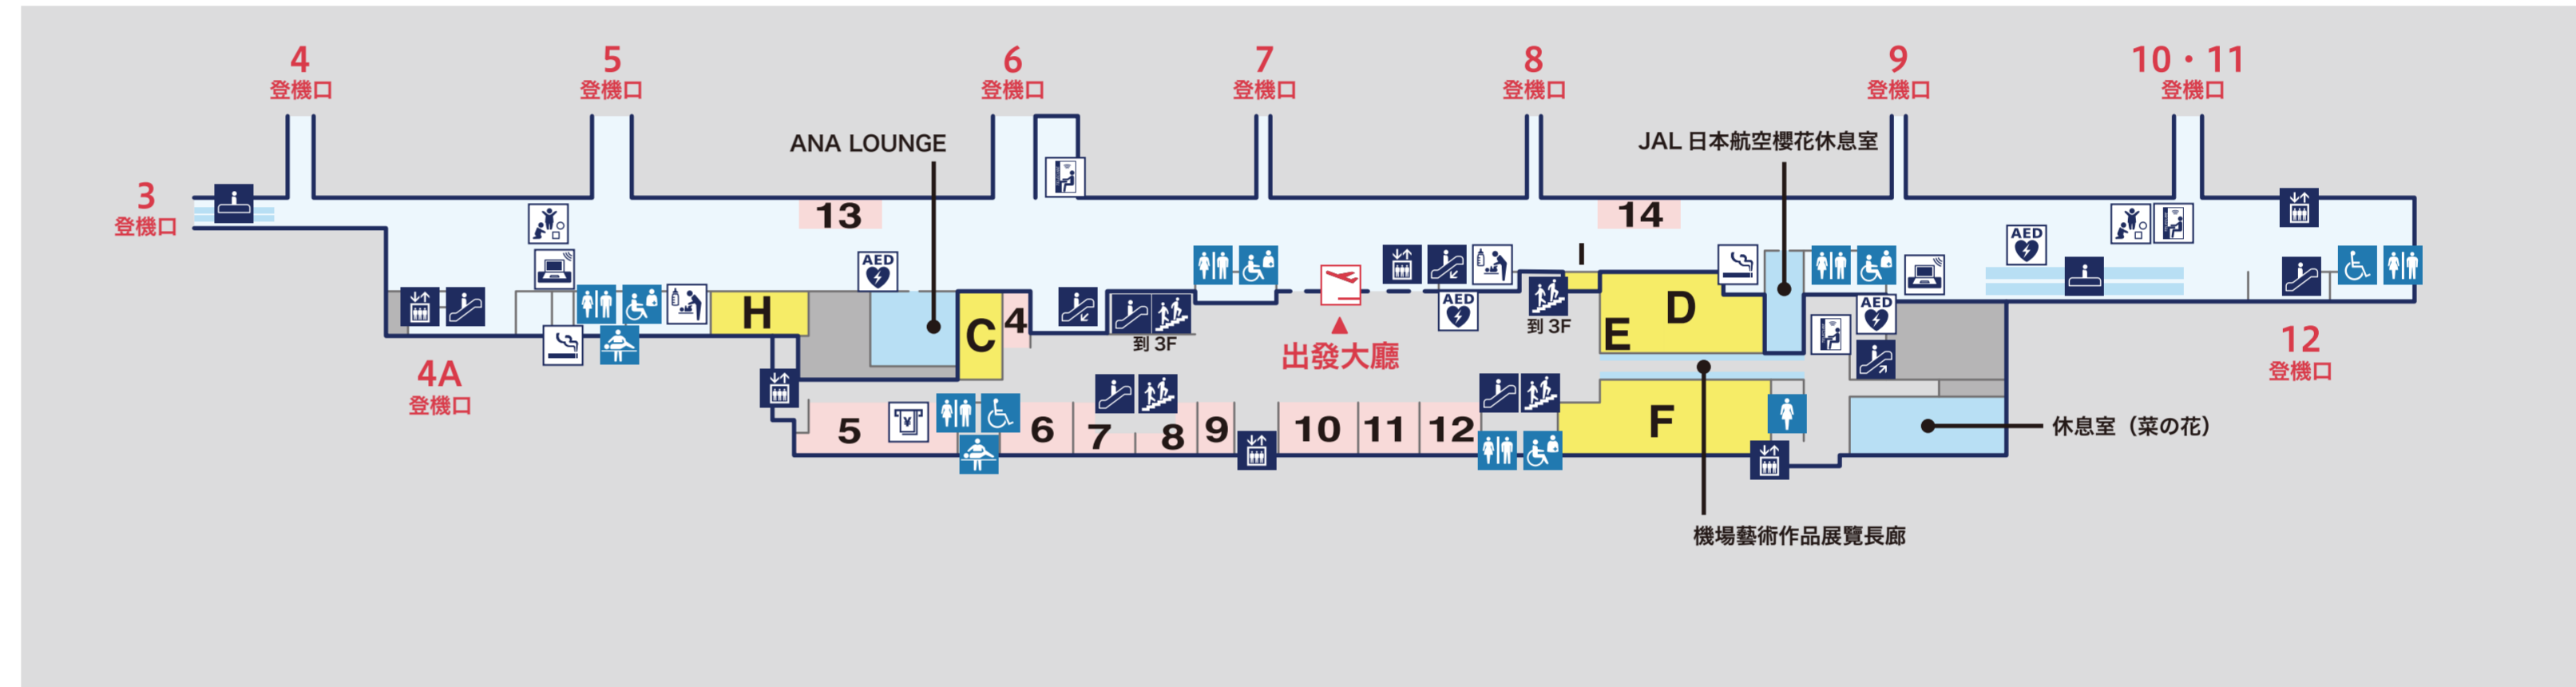 4
登機口
5
登機口
6
登機口
7
登機口
8
登機口
9
登機口
10・11
登機口
ANA LOUNGE
JAL 日本航空櫻花休息室
3
登機口
13
14
AED
I
AED
H
C
4
到 3F
AED
到 3F
E
D
AED
4A
登機口
出發大廳
12
登機口
5
¥
6
7
8
9
10
11
12
F
休息室（菜の花）
機場藝術作品展覽長廊